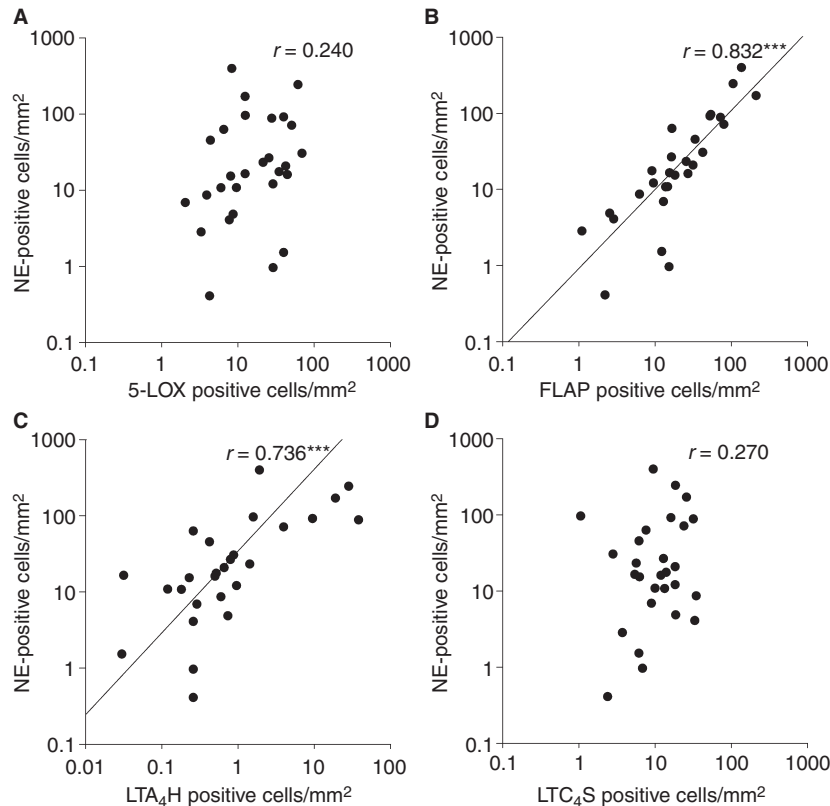 A
1000
100
10
1
0.1
NE-positive cells/mm²
r = 0.240
0.1 1 10 100 1000
5-LOX positive cells/mm²
B
1000
100
10
1
0.1
NE-positive cells/mm²
r = 0.832***
0.1 1 10 100 1000
FLAP positive cells/mm²
C
1000
100
10
1
0.1
NE-positive cells/mm²
r = 0.736***
0.01 0.1 1 10 100
LTA₄H positive cells/mm²
D
1000
100
10
1
0.1
NE-positive cells/mm²
r = 0.270
0.1 1 10 100 1000
LTC₄S positive cells/mm²